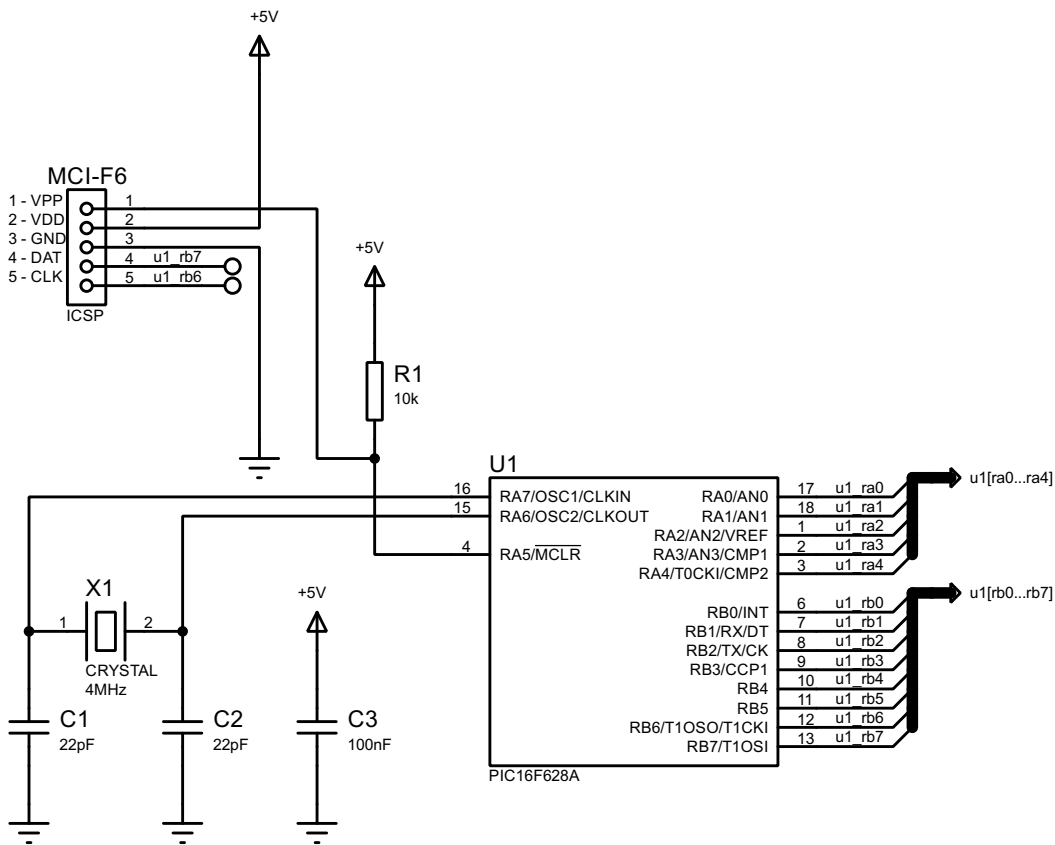 +5V
MCI-F6
1 - VPP
2 - VDD
3 - GND
4 - DAT
5 - CLK
1
2
3
4 u1_rb7
5 u1_rb6
ICSP
+5V
R1
10k
U1
16 RA7/OSC1/CLKIN
15 RA6/OSC2/CLKOUT
4 RA5/MCLR
RA0/AN0 17 u1_ra0
RA1/AN1 18 u1_ra1
RA2/AN2/VREF 1 u1_ra2
RA3/AN3/CMP1 2 u1_ra3
RA4/T0CKI/CMP2 3 u1_ra4
u1[ra0...ra4]
RB0/INT 6 u1_rb0
RB1/RX/DT 7 u1_rb1
RB2/TX/CK 8 u1_rb2
RB3/CCP1 9 u1_rb3
RB4 10 u1_rb4
RB5 11 u1_rb5
RB6/T1OSO/T1CKI 12 u1_rb6
RB7/T1OSI 13 u1_rb7
u1[rb0...rb7]
PIC16F628A
X1
1 2
CRYSTAL
4MHz
+5V
C1
22pF
C2
22pF
C3
100nF